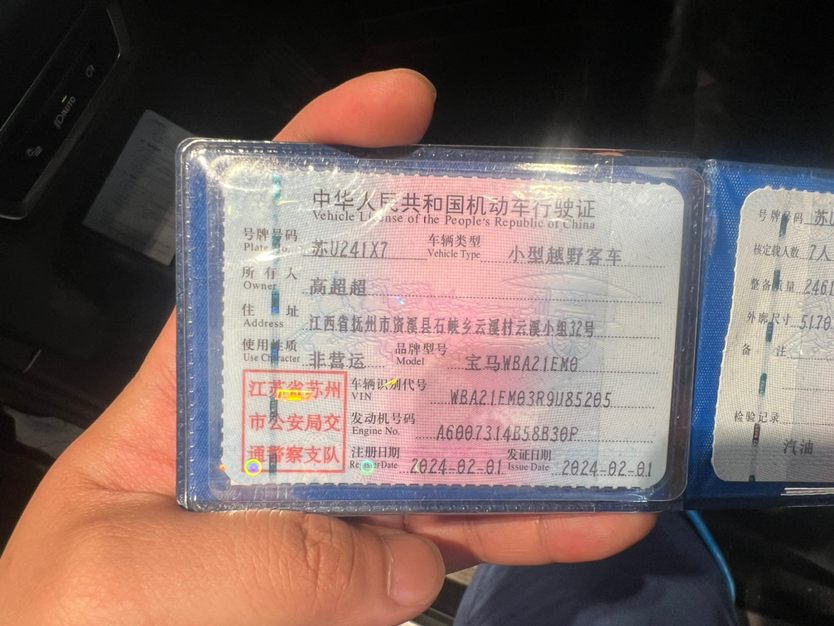 中华人民共和国机动车行驶证
Vehicle License of the People's Republic of China
号牌号码 苏U241X7 车辆类型 小型越野客车
Plate No. Vehicle Type
所有人 高超超
Owner
住址 江西省抚州市资溪县石峡乡云溪村云溪小组32号
Address
使用性质 非营运 品牌型号 宝马WBA21EM0
Use Character Model
江苏省苏州
市公安局交
通警察支队
车辆识别代号 WBA21EM03R9U85205
VIN
发动机号码 A6007314B58B30P
Engine No.
注册日期 2024-02-01 发证日期 2024-02-01
Register Date Issue Date
号牌号码 苏U
核定载人数 7人
整备质量 2461
外廓尺寸 5170
备注
检验记录
汽油